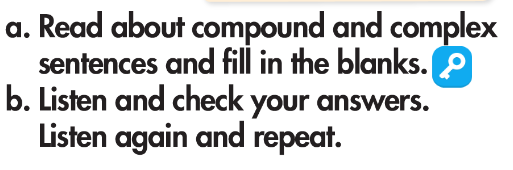 a. Read about compound and complex
sentences and fill in the blanks.
b. Listen and check your answers.
Listen again and repeat.